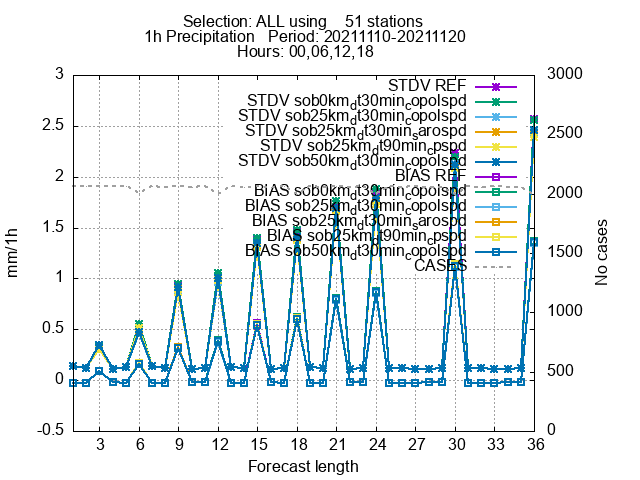 Selection: ALL using 51 stations
1h Precipitation Period: 20211110-20211120
Hours: 00,06,12,18
STDV REF
STDV sob0km_dt30min_copolspd
STDV sob25km_dt30min_copolspd
STDV sob25km_dt30min_sarospd
STDV sob25km_dt90min_cpspd
STDV sob50km_dt30min_copolspd
BIAS REF
BIAS sob0km_dt30min_copolspd
BIAS sob25km_dt30min_copolspd
BIAS sob25km_dt30min_sarospd
BIAS sob25km_dt90min_cpspd
BIAS sob50km_dt30min_copolspd
CASES
3
2.5
2
1.5
1
0.5
0
-0.5
mm/1h
3000
2500
2000
1500
1000
500
0
No cases
3 6 9 12 15 18 21 24 27 30 33 36
Forecast length